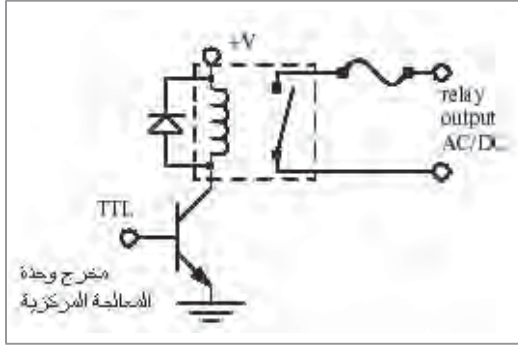 +V
relay
output
AC/DC
TTL
مخرج وحدة
المعالجة المركزية